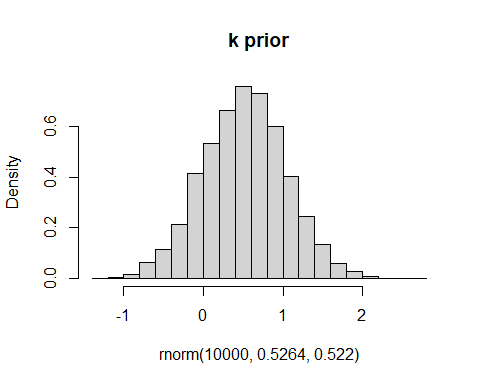 k prior
Density
0.0 0.2 0.4 0.6
-1 0 1 2
rnorm(10000, 0.5264, 0.522)